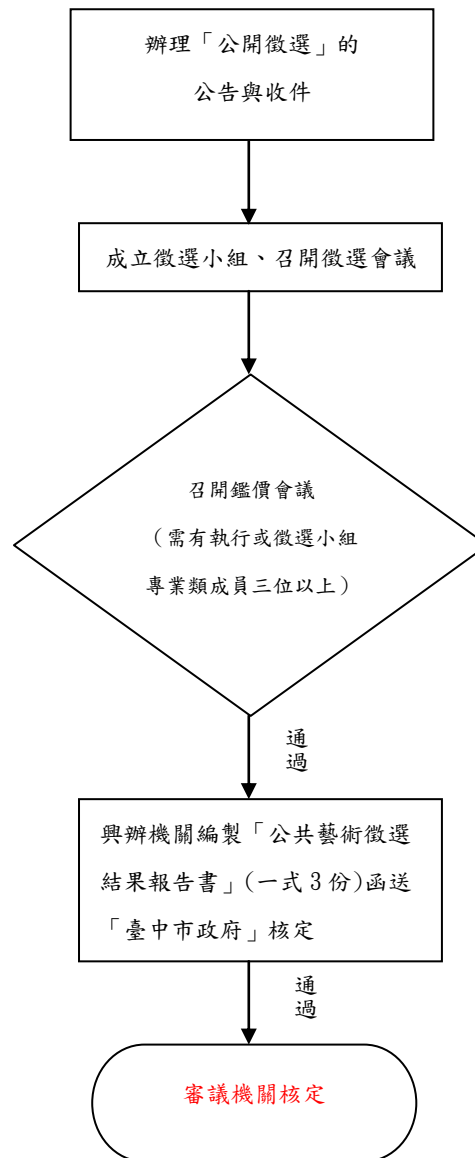 辦理「公開徵選」的
公告與收件
成立徵選小組、召開徵選會議
召開鑑價會議
（需有執行或徵選小組
專業類成員三位以上）
通
過
興辦機關編製「公共藝術徵選
結果報告書」(一式 3 份)函送
「臺中市政府」核定
通
過
審議機關核定